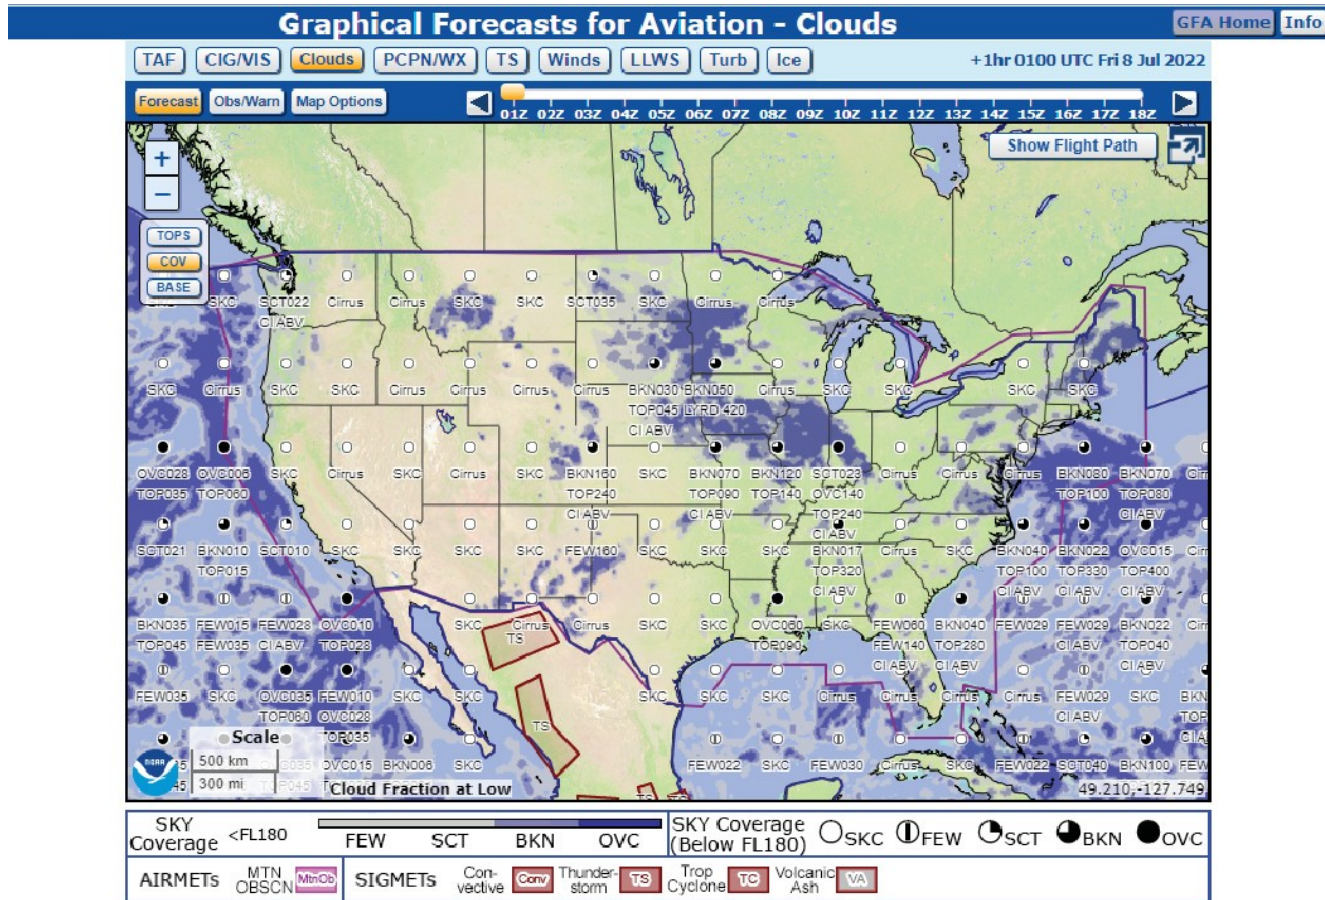 Graphical Forecasts for Aviation - Clouds
GFA Home Info
TAF CIG/VIS Clouds PCPN/WX TS Winds LLWS Turb Ice +1hr 0100 UTC Fri 8 Jul 2022
Forecast Obs/Warn Map Options
01Z 02Z 03Z 04Z 05Z 06Z 07Z 08Z 09Z 10Z 11Z 12Z 13Z 14Z 15Z 16Z 17Z 18Z
+ Show Flight Path
−
TOPS
COV
BASE
SKC SCT022 Cirrus Cirrus SKC SKC SCT035 SKC Cirrus Cirrus
CI ABV
SKC Cirrus SKC SKC Cirrus Cirrus Cirrus Cirrus BKN030 BKN050 Cirrus SKC SKC SKC SKC
TOP045 LYRD 420
CI ABV
OVC028 OVC006 SKC Cirrus SKC Cirrus SKC BKN160 SKC BKN070 BKN120 SCT023 Cirrus Cirrus Cirrus BKN080 BKN070
TOP035 TOP060 TOP240 TOP090 TOP140 OVC140 TOP100 TOP080
CI ABV CI ABV TOP240 CI ABV
CI ABV
SCT021 BKN010 SCT010 SKC SKC SKC SKC FEW160 SKC SKC SKC BKN017 Cirrus SKC BKN040 BKN022 OVC015
TOP015 TOP320 TOP100 TOP330 TOP400
CI ABV CI ABV CI ABV CI ABV
BKN035 FEW015 FEW028 OVC010 SKC Cirrus Cirrus SKC SKC OVC060 SKC FEW060 BKN040 FEW029 FEW029 BKN022
TOP045 FEW035 CI ABV TOP028 TS TOP090 FEW140 TOP280 CI ABV TOP040
CI ABV CI ABV CI ABV
FEW035 SKC OVC035 FEW010 SKC SKC SKC SKC SKC Cirrus Cirrus Cirrus Cirrus FEW029 SKC
TOP060 OVC028 CI ABV
TOP035 TS
Scale
500 km
300 mi
OVC015 BKN006 SKC FEW022 SKC FEW030 Cirrus SKC FEW022 SCT040 BKN100 FEW
NOAA
Cloud Fraction at Low
TS
49.210,-127.749
SKY Coverage <FL180 FEW SCT BKN OVC
SKY Coverage (Below FL180) SKC FEW SCT BKN OVC
AIRMETs MTN OBSCN MtnOb
SIGMETs Con-vective Conv Thunder-storm TS Trop Cyclone TC Volcanic Ash VA